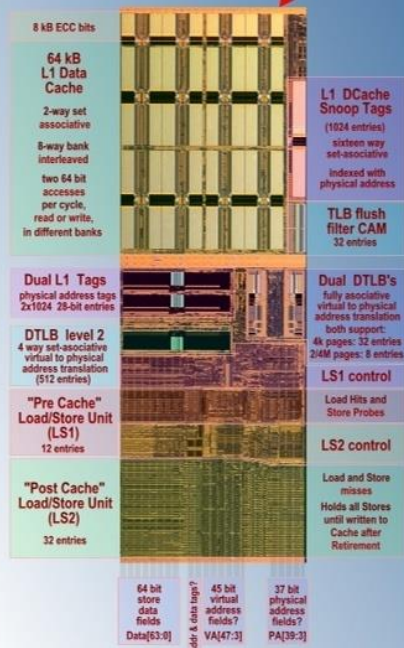 8 kB ECC bits
64 kB
L1 Data
Cache
2-way set
associative
8-way bank
interleaved
two 64 bit
accesses
per cycle,
read or write,
in different banks
L1 DCache
Snoop Tags
(1024 entries)
sixteen way
set-asociative
indexed with
physical address
TLB flush
filter CAM
32 entries
Dual L1 Tags
physical address tags
2x1024 28-bit entries
DTLB level 2
4 way set-asociative
virtual to physical
address translation
(512 entries)
Dual DTLB's
fully asociative
virtual to physical
address translation
both support:
4k pages: 32 entries
2/4M pages: 8 entries
LS1 control
"Pre Cache"
Load/Store Unit
(LS1)
12 entries
Load Hits and
Store Probes
LS2 control
"Post Cache"
Load/Store Unit
(LS2)
32 entries
Load and Store
misses
Holds all Stores
until written to
Cache after
Retirement
64 bit
store
data
fields
Data[63:0]
ddr & data tags?
45 bit
virtual
address
fields?
VA[47:3]
37 bit
physical
address
fields?
PA[39:3]